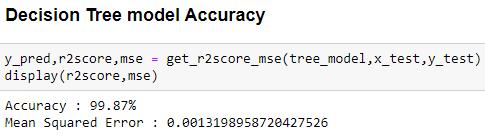 Decision Tree model Accuracy
y_pred,r2score,mse = get_r2score_mse(tree_model,x_test,y_test)
display(r2score,mse)
Accuracy : 99.87%
Mean Squared Error : 0.0013198958720427526